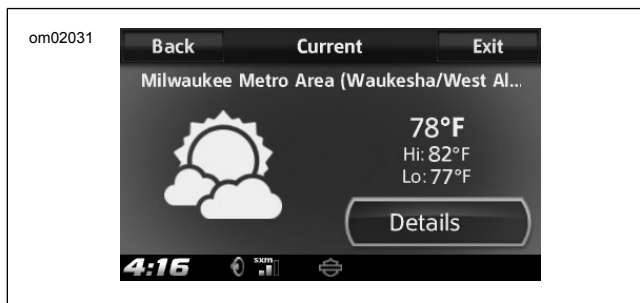 om02031
Back Current Exit
Milwaukee Metro Area (Waukesha/West Al...
78°F
Hi: 82°F
Lo: 77°F
Details
4:16 sxm